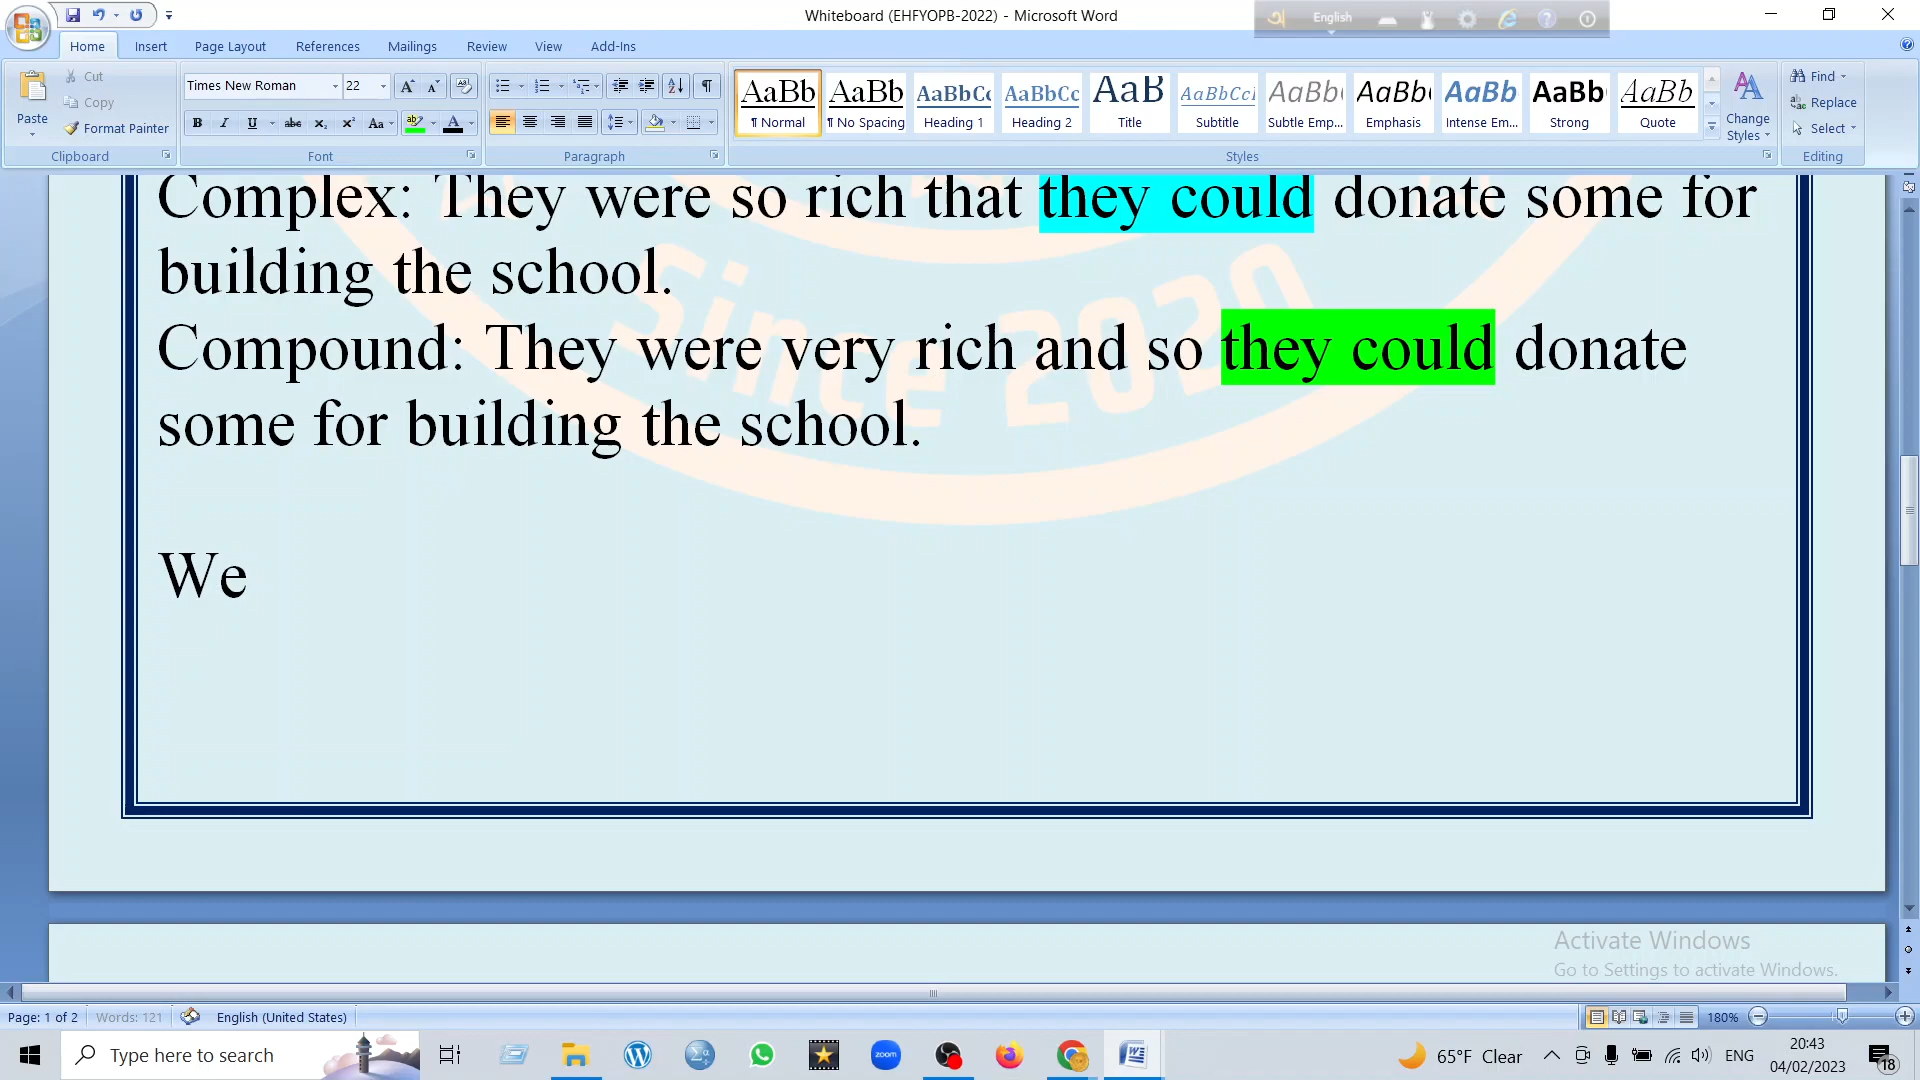 Whiteboard (EHFYOPB-2022) - Microsoft Word
English
Home Insert Page Layout References Mailings Review View Add-Ins
Paste
Cut
Copy
Format Painter
Clipboard
Times New Roman 22
Font
Paragraph
AaBb AaBb AaBbCc AaBbCc AaB AaBbCcI AaBb( AaBb( AaBb AaBb AaBb
¶ Normal ¶ No Spacing Heading 1 Heading 2 Title Subtitle Subtle Emp... Emphasis Intense Em... Strong Quote
Change Styles
Styles
Find
Replace
Select
Editing
Complex: They were so rich that they could donate some for
building the school.
Compound: They were very rich and so they could donate
some for building the school.
Since 2020
We
Activate Windows
Go to Settings to activate Windows.
Page: 1 of 2 Words: 121 English (United States) 180%
Type here to search
zoom
65°F Clear
ENG
20:43
04/02/2023
18